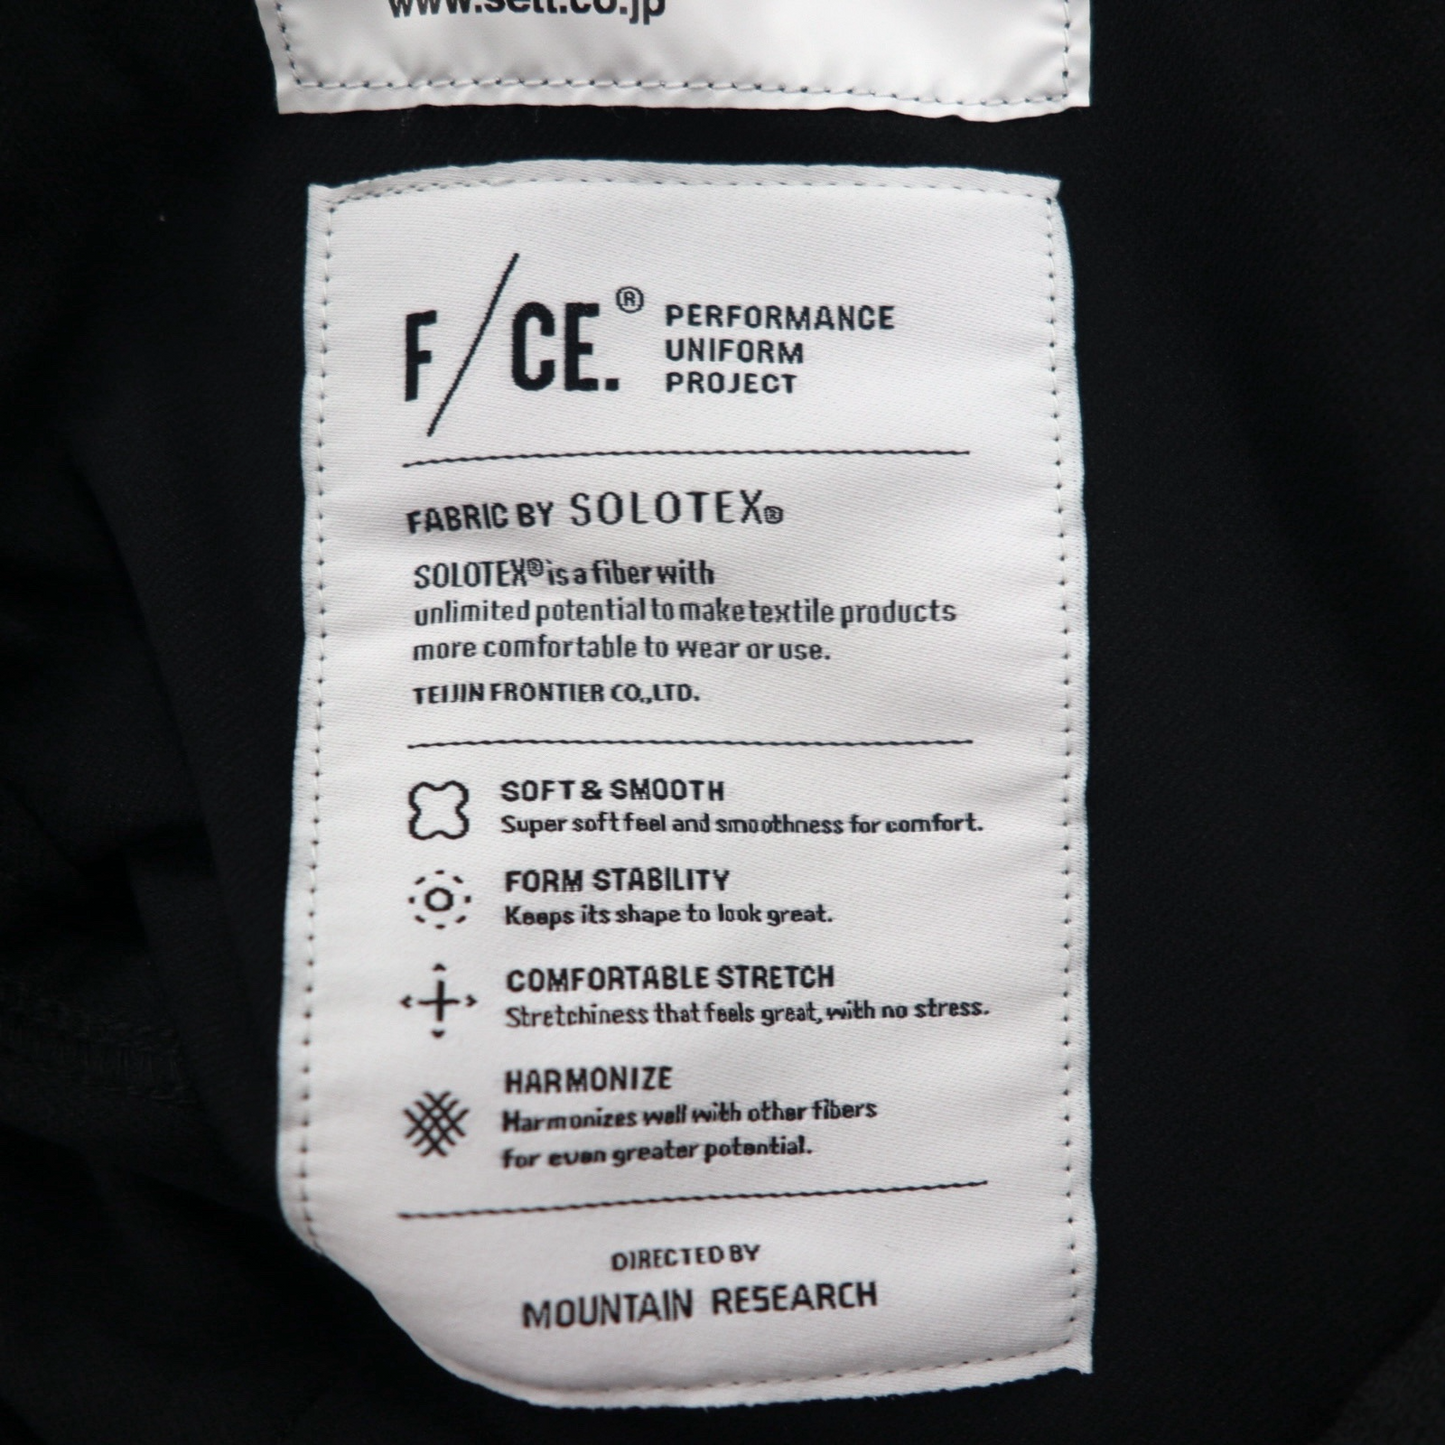 www.sett.co.jp
F/CE.® PERFORMANCE
UNIFORM
PROJECT
FABRIC BY SOLOTEX®
SOLOTEX® is a fiber with
unlimited potential to make textile products
more comfortable to wear or use.
TEIJIN FRONTIER CO.,LTD.
SOFT & SMOOTH
Super soft feel and smoothness for comfort.
FORM STABILITY
Keeps its shape to look great.
COMFORTABLE STRETCH
Stretchiness that feels great, with no stress.
HARMONIZE
Harmonizes well with other fibers
for even greater potential.
DIRECTED BY
MOUNTAIN RESEARCH